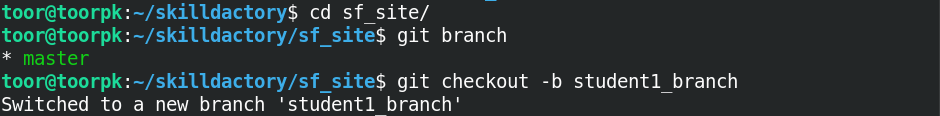 toor@toorpk:~/skilldactory$ cd sf_site/
toor@toorpk:~/skilldactory/sf_site$ git branch
* master
toor@toorpk:~/skilldactory/sf_site$ git checkout -b student1_branch
Switched to a new branch 'student1_branch'